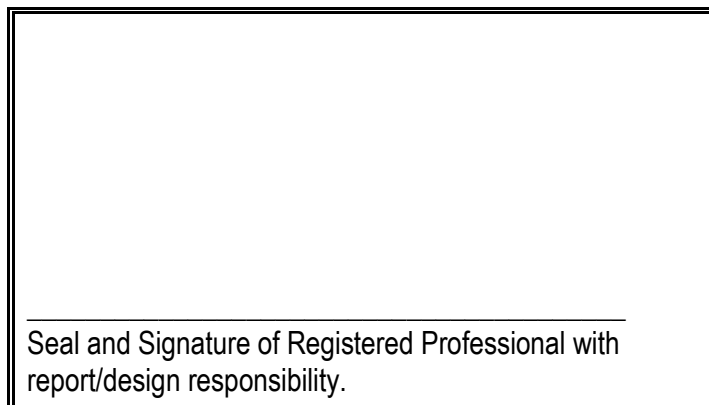 Seal and Signature of Registered Professional with
report/design responsibility.